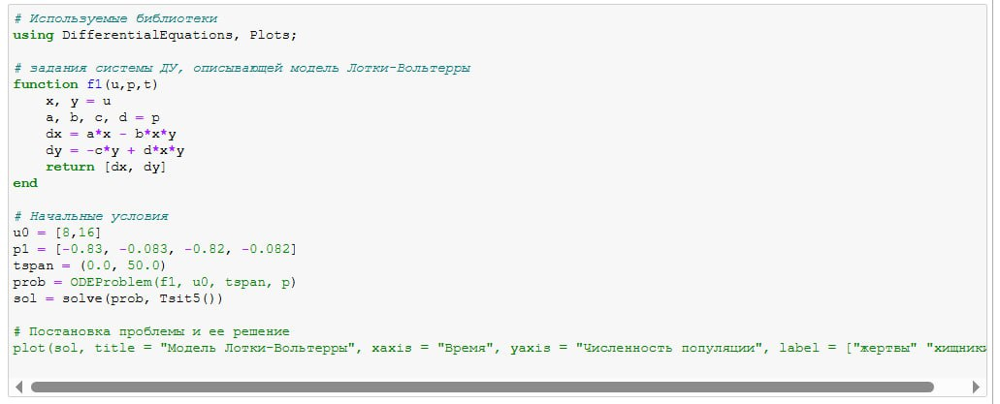 # Используемые библиотеки
using DifferentialEquations, Plots;
# задания системы ДУ, описывающей модель Лотки-Вольтерры
function f1(u,p,t)
x, y = u
a, b, c, d = p
dx = a*x - b*x*y
dy = -c*y + d*x*y
return [dx, dy]
end
# Начальные условия
u0 = [8,16]
p1 = [-0.83, -0.083, -0.82, -0.082]
tspan = (0.0, 50.0)
prob = ODEProblem(f1, u0, tspan, p)
sol = solve(prob, Tsit5())
# Постановка проблемы и ее решение
plot(sol, title = "Модель Лотки-Вольтерры", xaxis = "Время", yaxis = "Численность популяции", label = ["жертвы" "хищники